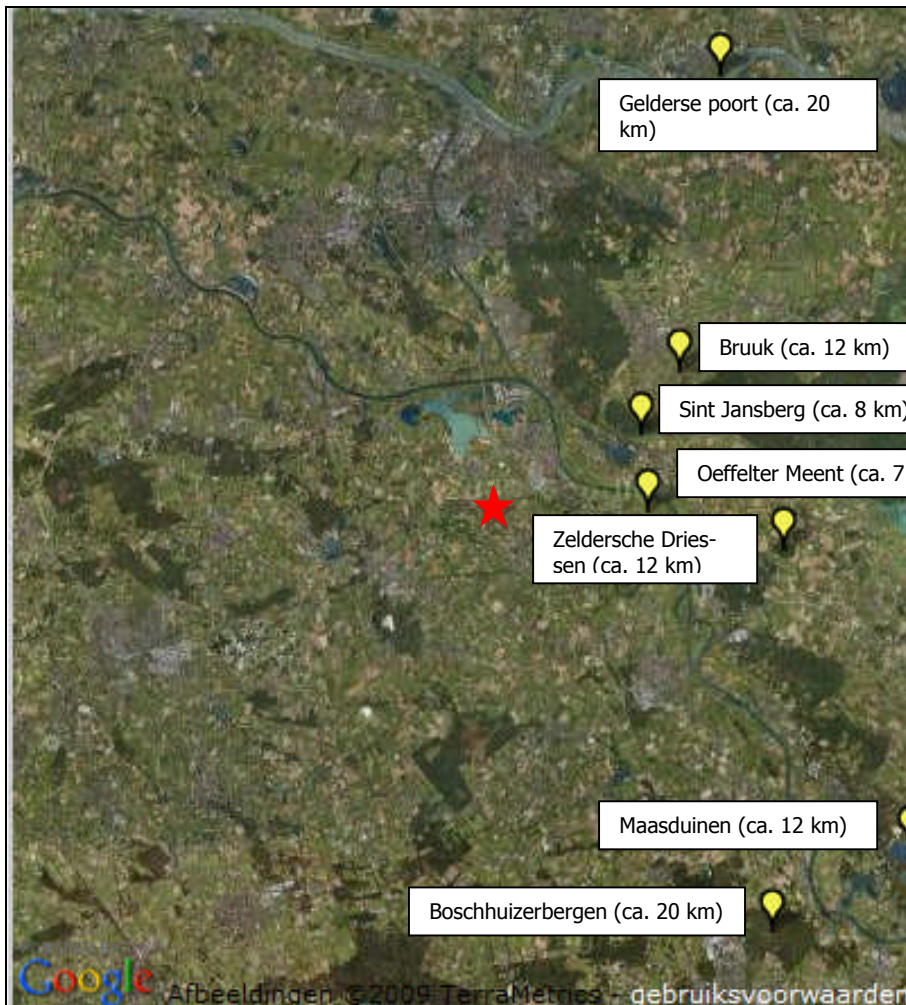 Gelderse poort (ca. 20
km)
Bruuk (ca. 12 km)
Sint Jansberg (ca. 8 km)
Oeffelter Meent (ca. 7
Zeldersche Dries-
sen (ca. 12 km)
Maasduinen (ca. 12 km)
Boschhuizerbergen (ca. 20 km)
Google Afbeeldingen ©2009 TerraMetrics - gebruiksvoorwaarden